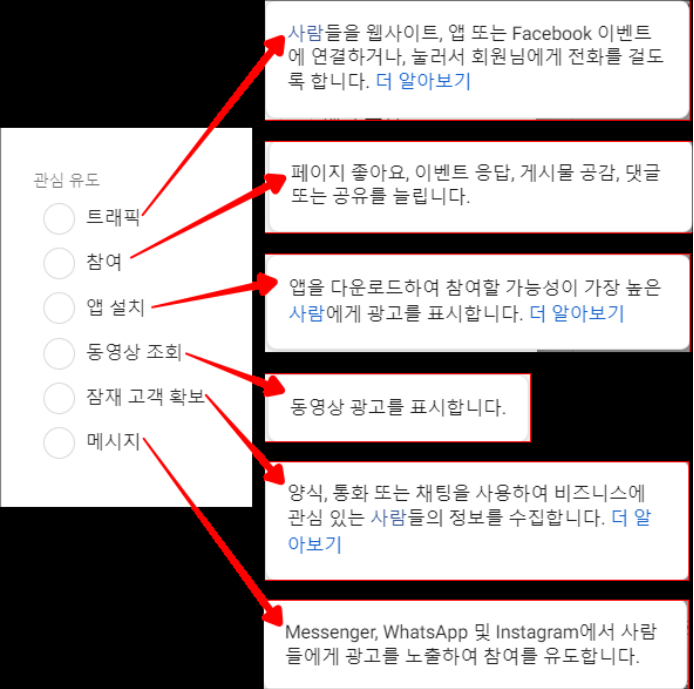 사람들을 웹사이트, 앱 또는 Facebook 이벤트
에 연결하거나, 눌러서 회원님에게 전화를 걸도
록 합니다. 더 알아보기
관심 유도
트래픽
참여
앱 설치
동영상 조회
잠재 고객 확보
메시지
페이지 좋아요, 이벤트 응답, 게시물 공감, 댓글
또는 공유를 늘립니다.
앱을 다운로드하여 참여할 가능성이 가장 높은
사람에게 광고를 표시합니다. 더 알아보기
동영상 광고를 표시합니다.
양식, 통화 또는 채팅을 사용하여 비즈니스에
관심 있는 사람들의 정보를 수집합니다. 더 알
아보기
Messenger, WhatsApp 및 Instagram에서 사람
들에게 광고를 노출하여 참여를 유도합니다.